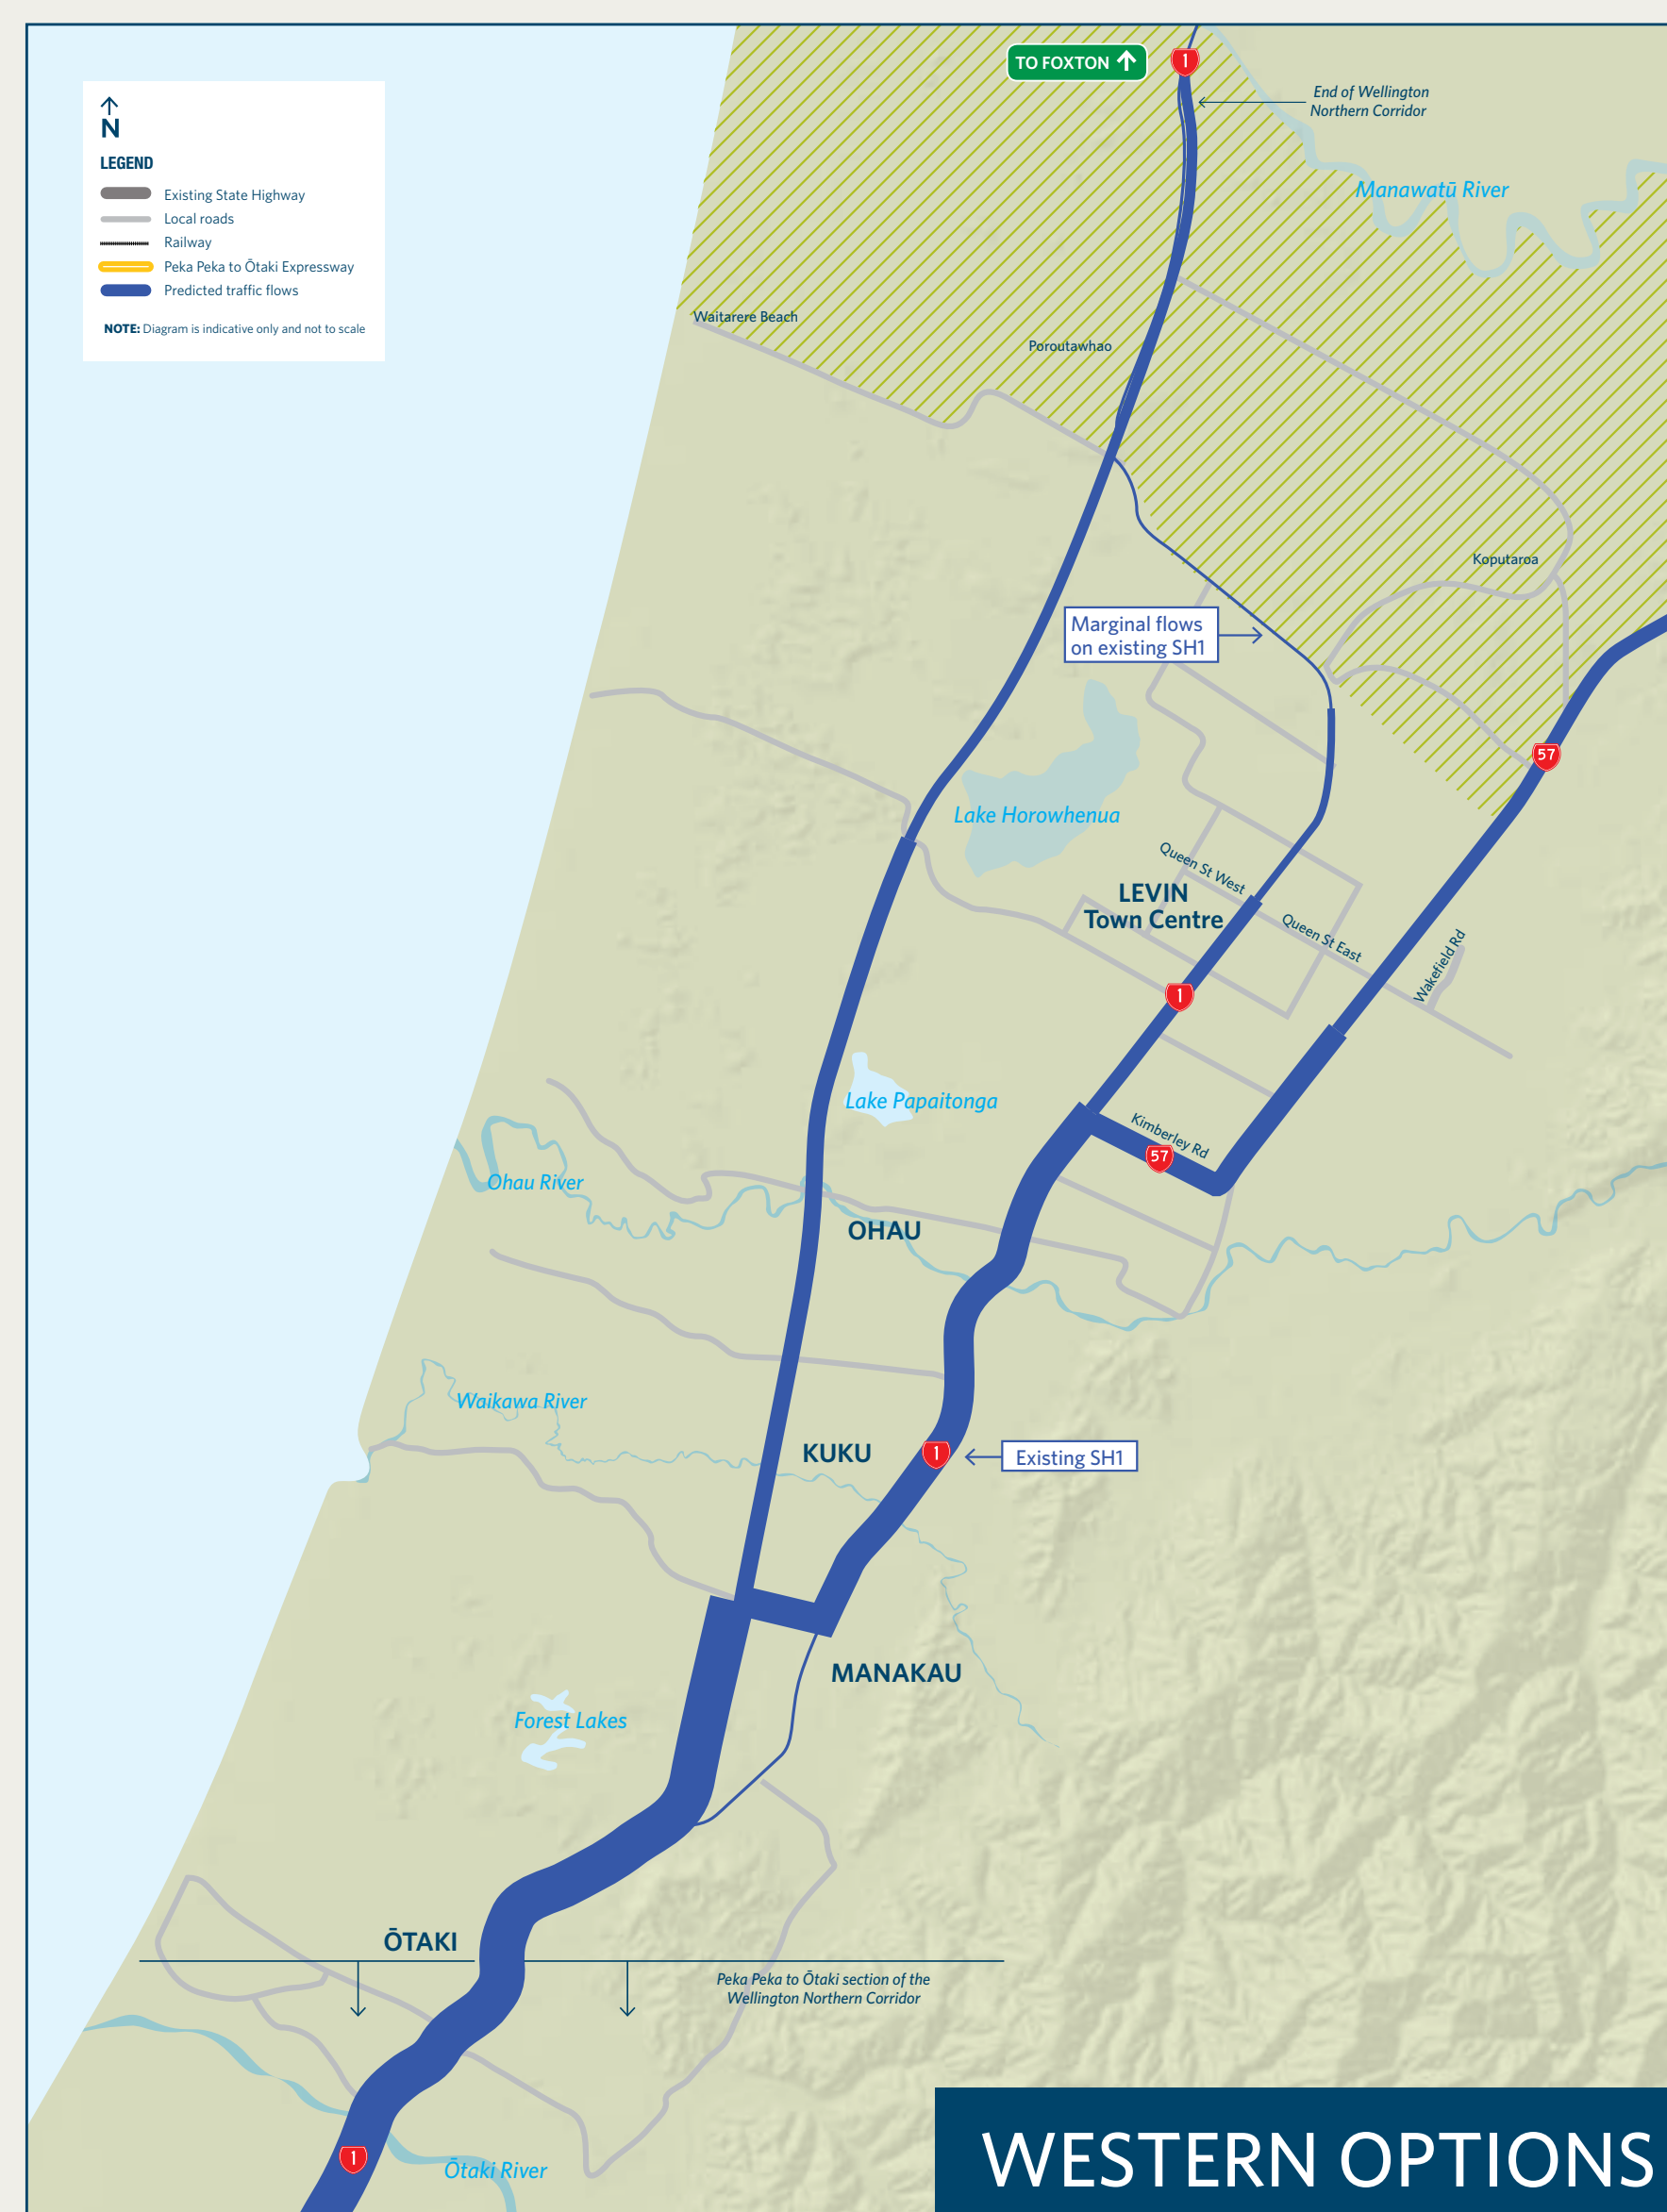 TO FOXTON
1
End of Wellington
Northern Corridor
N
LEGEND
Existing State Highway
Local roads
Railway
Peka Peka to Ōtaki Expressway
Predicted traffic flows
NOTE: Diagram is indicative only and not to scale
Manawatū River
Waitarere Beach
Poroutawhao
Koputaroa
Marginal flows
on existing SH1
57
Lake Horowhenua
Queen St West
LEVIN
Town Centre
Queen St East
Wakefield Rd
1
Lake Papaitonga
Kimberley Rd
57
Ohau River
OHAU
Waikawa River
KUKU
1
Existing SH1
MANAKAU
Forest Lakes
ŌTAKI
Peka Peka to Ōtaki section of the
Wellington Northern Corridor
1
Ōtaki River
WESTERN OPTIONS